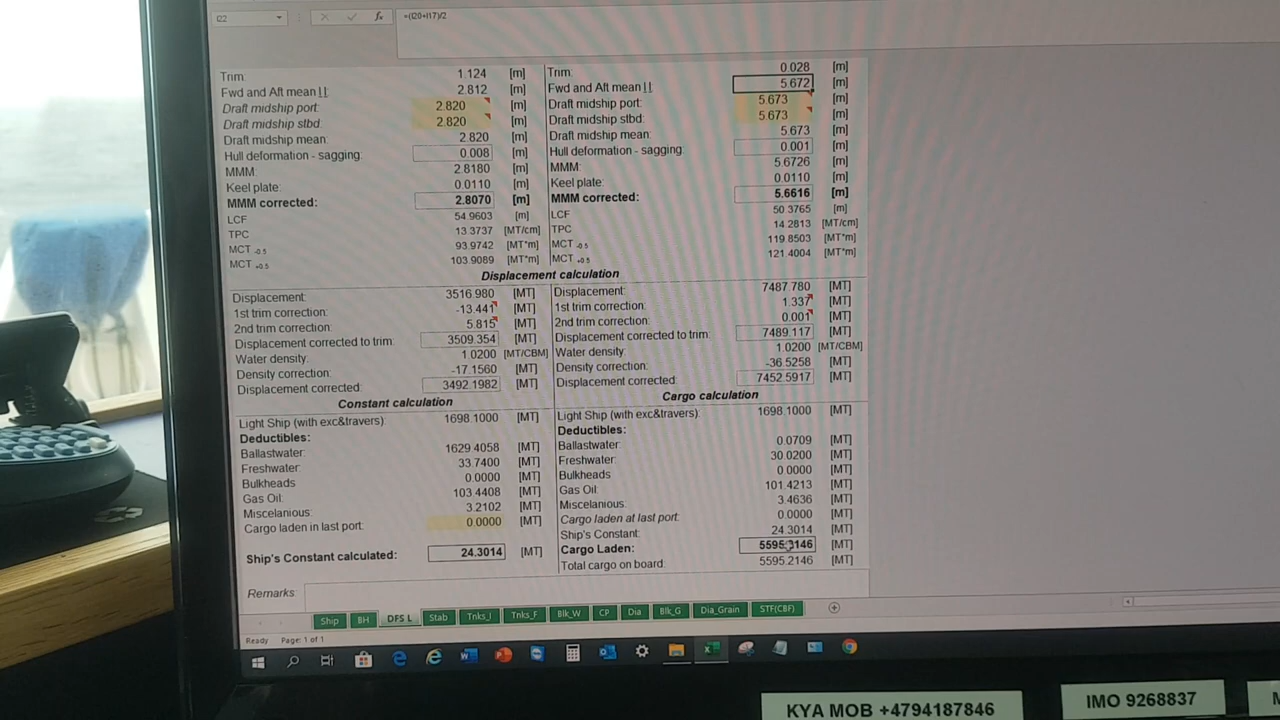 I22 =(I20+I17)/2
Trim: 1.124 [m] Trim: 0.028 [m]
Fwd and Aft mean ||: 2.812 [m] Fwd and Aft mean ||: 5.672 [m]
Draft midship port: 2.820 [m] Draft midship port: 5.673 [m]
Draft midship stbd: 2.820 [m] Draft midship stbd: 5.673 [m]
Draft midship mean: 2.820 [m] Draft midship mean: 5.673 [m]
Hull deformation - sagging: 0.008 [m] Hull deformation - sagging: 0.001 [m]
MMM: 2.8180 [m] MMM: 5.6726 [m]
Keel plate: 0.0110 [m] Keel plate: 0.0110 [m]
MMM corrected: 2.8070 [m] MMM corrected: 5.6616 [m]
LCF 54.9603 [m] LCF 50.3765 [m]
TPC 13.3737 [MT/cm] TPC 14.2813 [MT/cm]
MCT -0.5 93.9742 [MT*m] MCT -0.5 119.8503 [MT*m]
MCT +0.5 103.9089 [MT*m] MCT +0.5 121.4004 [MT*m]
Displacement calculation
Displacement: 3516.980 [MT] Displacement: 7487.780 [MT]
1st trim correction: -13.441 [MT] 1st trim correction: 1.337 [MT]
2nd trim correction: 5.815 [MT] 2nd trim correction: 0.001 [MT]
Displacement corrected to trim: 3509.354 [MT] Displacement corrected to trim: 7489.117 [MT]
Water density: 1.0200 [MT/CBM] Water density: 1.0200 [MT/CBM]
Density correction: -17.1560 [MT] Density correction: -36.5258 [MT]
Displacement corrected: 3492.1982 [MT] Displacement corrected: 7452.5917 [MT]
Constant calculation Cargo calculation
Light Ship (with exc&travers): 1698.1000 [MT] Light Ship (with exc&travers): 1698.1000 [MT]
Deductibles: Deductibles:
Ballastwater: 1629.4058 [MT] Ballastwater: 0.0709 [MT]
Freshwater: 33.7400 [MT] Freshwater: 30.0200 [MT]
Bulkheads 0.0000 [MT] Bulkheads 0.0000 [MT]
Gas Oil: 103.4408 [MT] Gas Oil: 101.4213 [MT]
Miscelanious: 3.2102 [MT] Miscelanious: 3.4636 [MT]
Cargo laden in last port: 0.0000 [MT] Cargo laden at last port: 0.0000 [MT]
Ship's Constant: 24.3014 [MT]
Ship's Constant calculated: 24.3014 [MT] Cargo Laden: 5595.2146 [MT]
Total cargo on board: 5595.2146 [MT]
Remarks:
Ship BH DFS L Stab Tnks_I Tnks_F Blk_W CP Dia Blk_G Dia_Grain STF(CBF)
Ready Page: 1 of 1
KYA MOB +4794187846 IMO 9268837